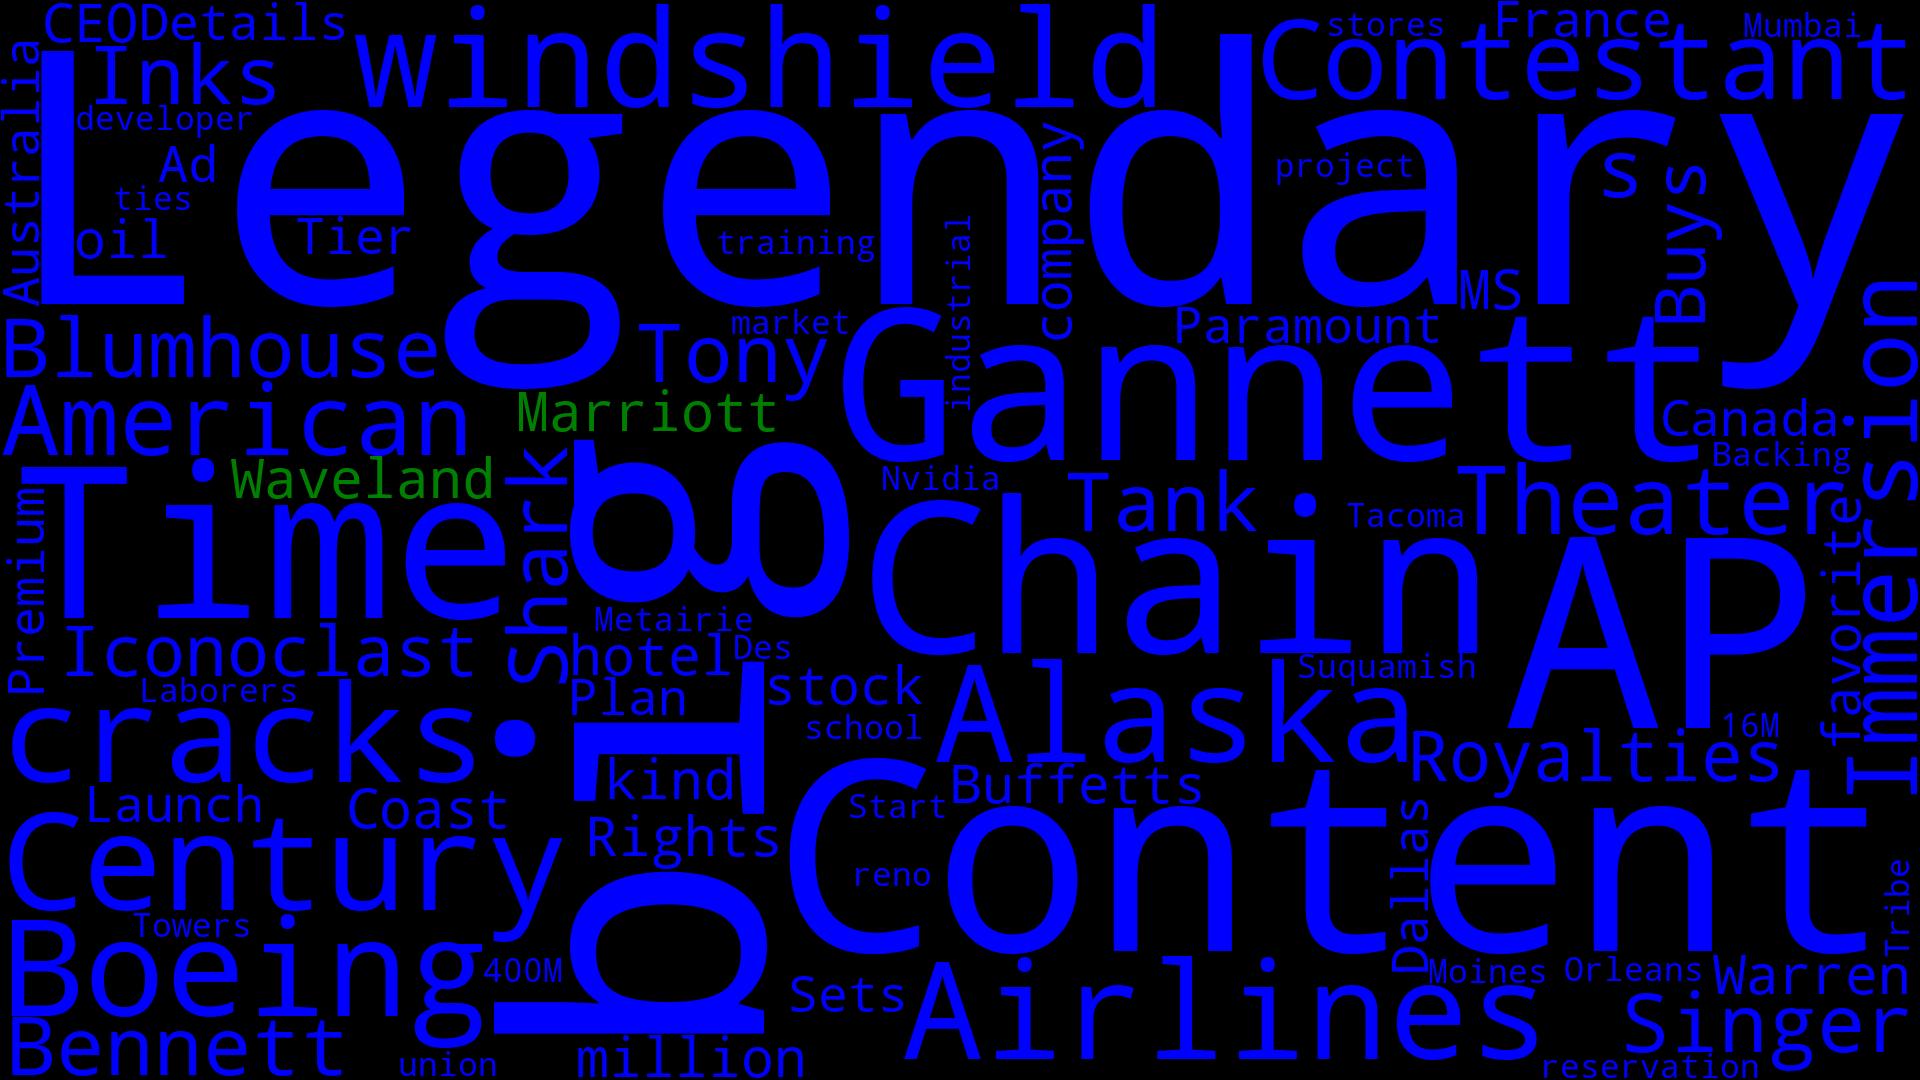 CEO
Details
windshield
Contestant
stores
France
Mumbai
Inks
Australia
Legendary
developer
Ad
ties
oil
Tier
training
industrial
company
project
s
Buys
MS
Blumhouse
Tony
market
Gannett
Paramount
Immersion
American
Marriott
Canada
Backing
Waveland
Time
Premium
Shark
big
Nvidia
Tank
Chain
Tacoma
Theater
AP
favorite
Iconoclast
Metairie
hotel
Des
Suquamish
Laborers
cracks
Plan
stock
school
Alaska
16M
Royalties
kind
Buffetts
Launch
Coast
Start
Content
Century
Rights
reno
Dallas
Tribe
Towers
Boeing
400M
Sets
Airlines
Moines
Orleans
Warren
Singer
Bennett
union
million
reservation